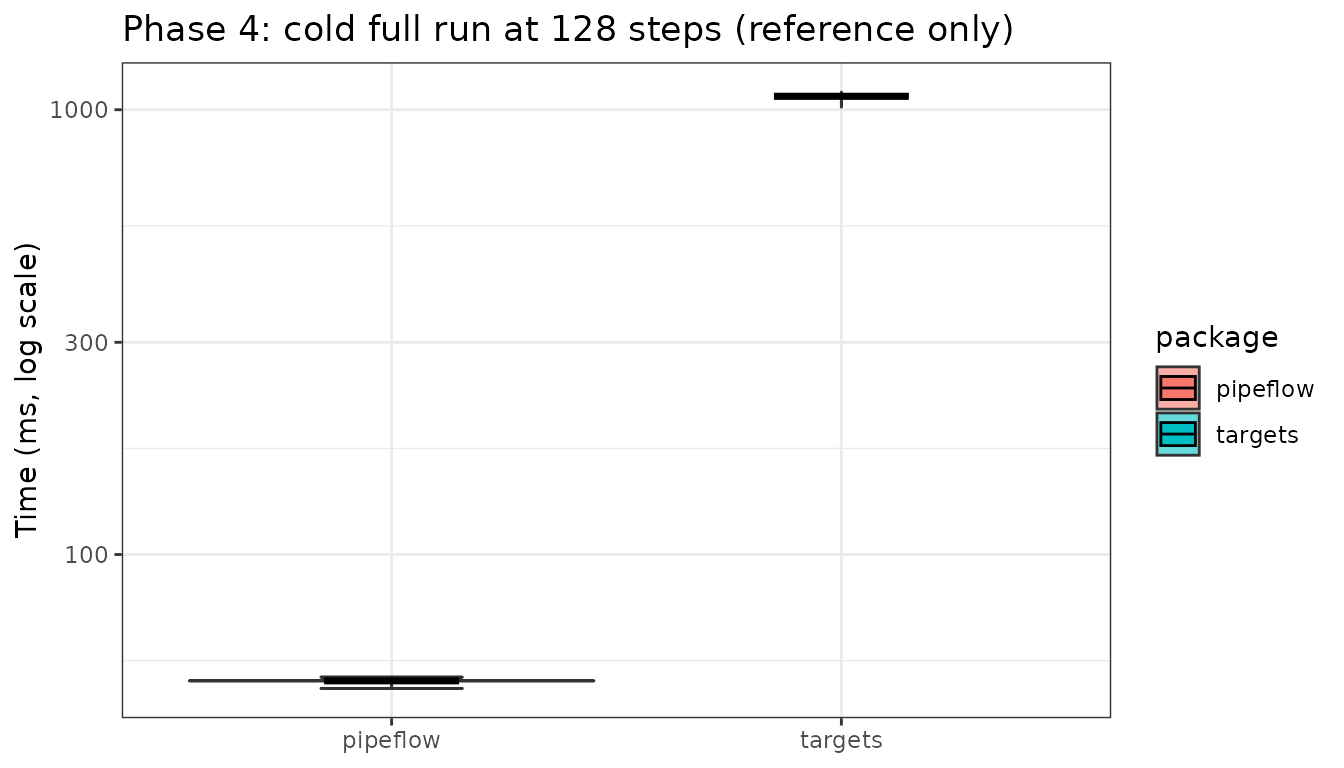 Phase 4: cold full run at 128 steps (reference only)
Time (ms, log scale)
1000
300
100
pipeflow
targets
package
pipeflow
targets